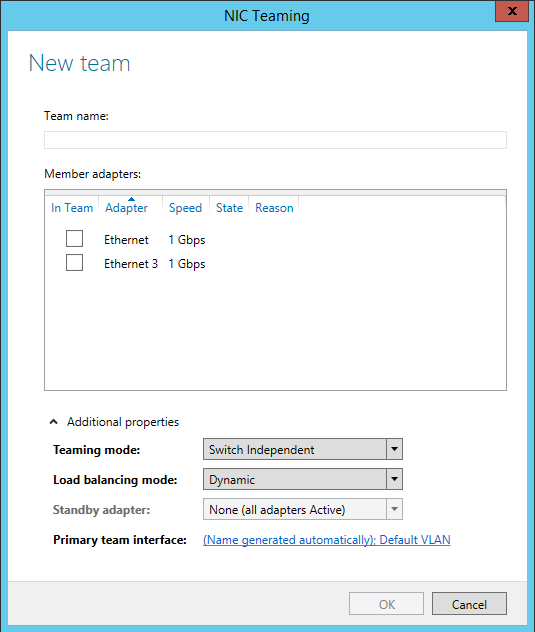 NIC Teaming
x
New team
Team name:
Member adapters:
In Team Adapter Speed State Reason
Ethernet 1 Gbps
Ethernet 3 1 Gbps
Additional properties
Teaming mode: Switch Independent
Load balancing mode: Dynamic
Standby adapter: None (all adapters Active)
Primary team interface: (Name generated automatically); Default VLAN
OK Cancel